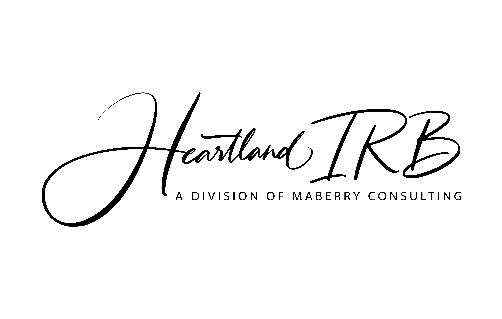 Heartland IRB
A DIVISION OF MABERRY CONSULTING